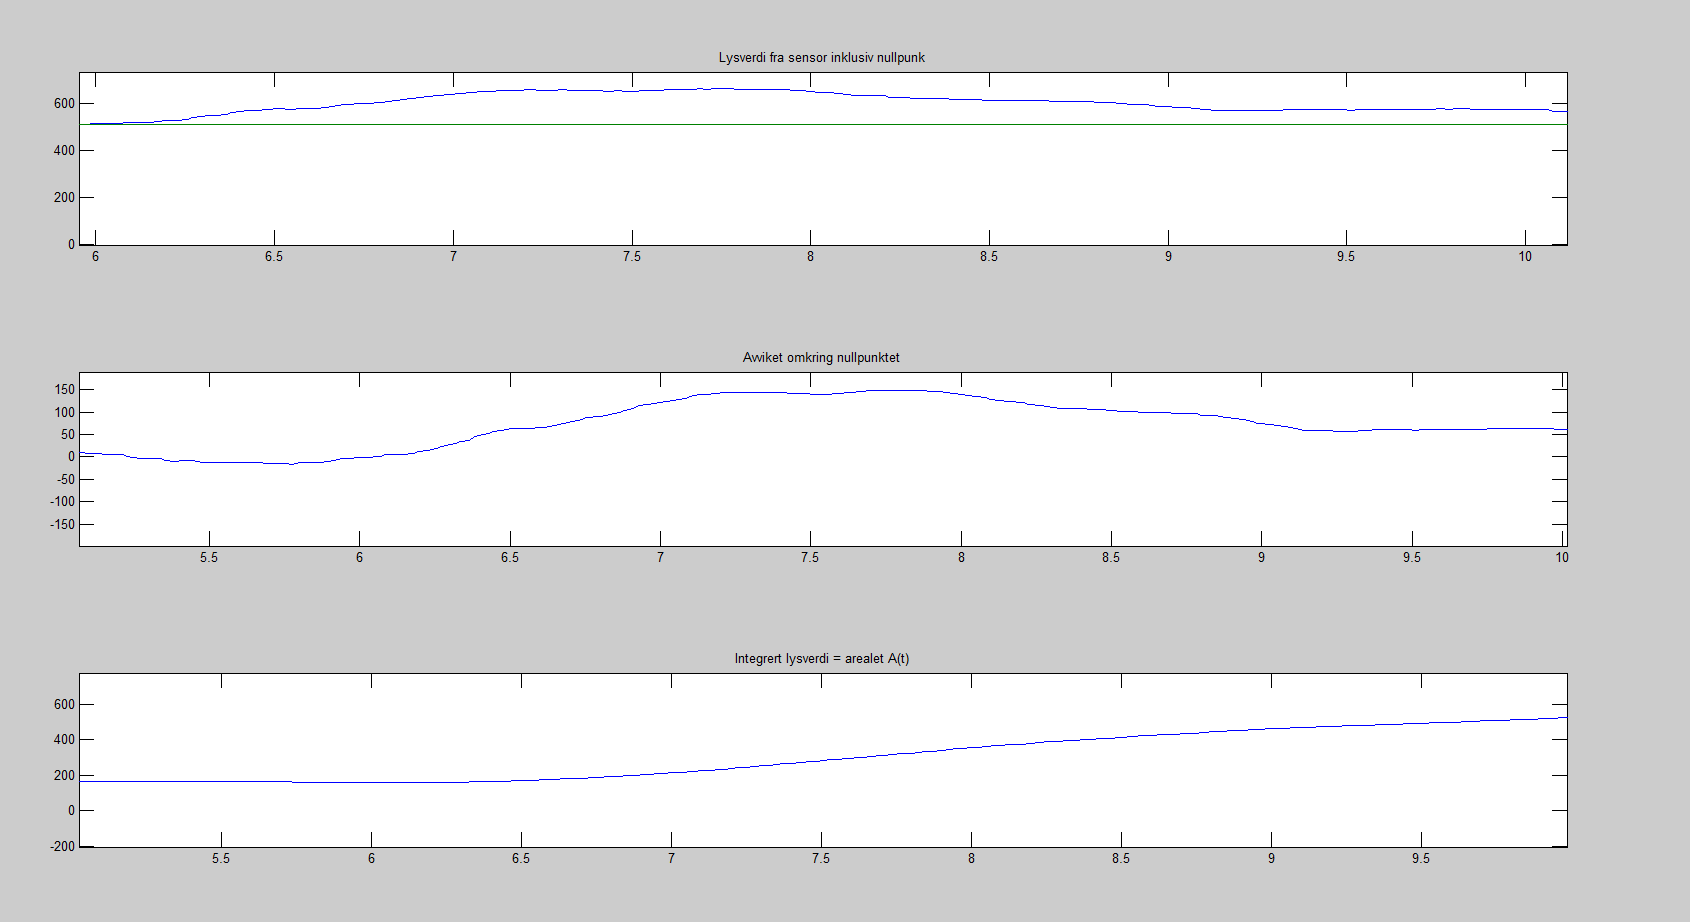 Lysverdi fra sensor inklusiv nullpunk
600
400
200
0
6 6.5 7 7.5 8 8.5 9 9.5 10
Avviket omkring nullpunktet
150
100
50
0
-50
-100
-150
5.5 6 6.5 7 7.5 8 8.5 9 9.5 10
Integrert lysverdi = arealet A(t)
600
400
200
0
-200
5.5 6 6.5 7 7.5 8 8.5 9 9.5